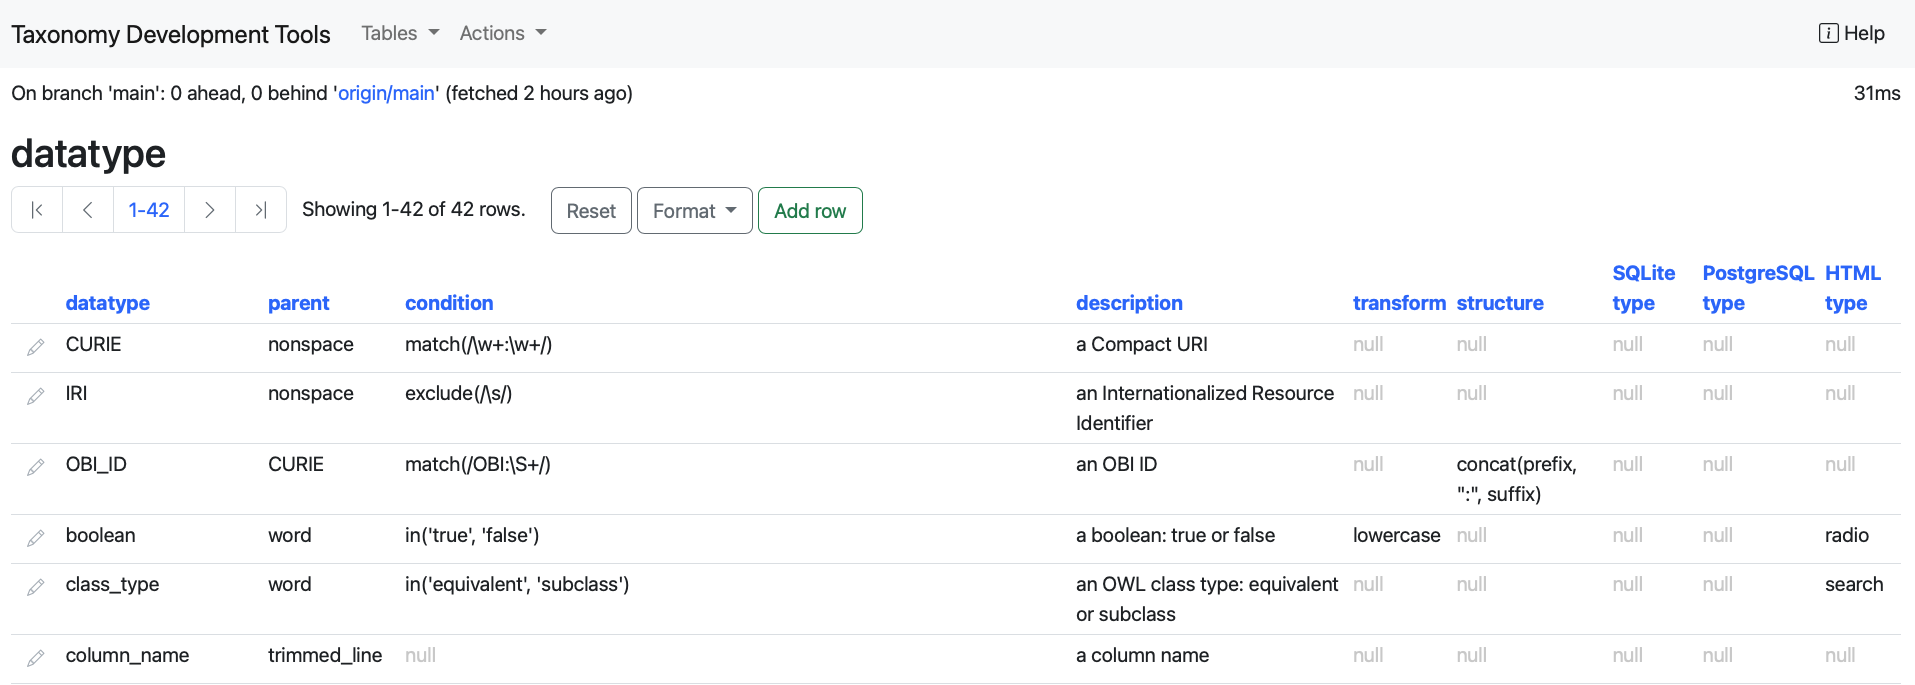 Taxonomy Development Tools Tables Actions Help
On branch 'main': 0 ahead, 0 behind 'origin/main' (fetched 2 hours ago) 31ms
datatype
1-42 Showing 1-42 of 42 rows. Reset Format Add row
datatype parent condition description transform structure SQLite type PostgreSQL type HTML type
CURIE nonspace match(/\w+:\w+/) a Compact URI null null null null null
IRI nonspace exclude(/\s/) an Internationalized Resource Identifier null null null null null
OBI_ID CURIE match(/OBI:\S+/) an OBI ID null concat(prefix, ":", suffix) null null null
boolean word in('true', 'false') a boolean: true or false lowercase null null null radio
class_type word in('equivalent', 'subclass') an OWL class type: equivalent or subclass null null null null search
column_name trimmed_line null a column name null null null null null